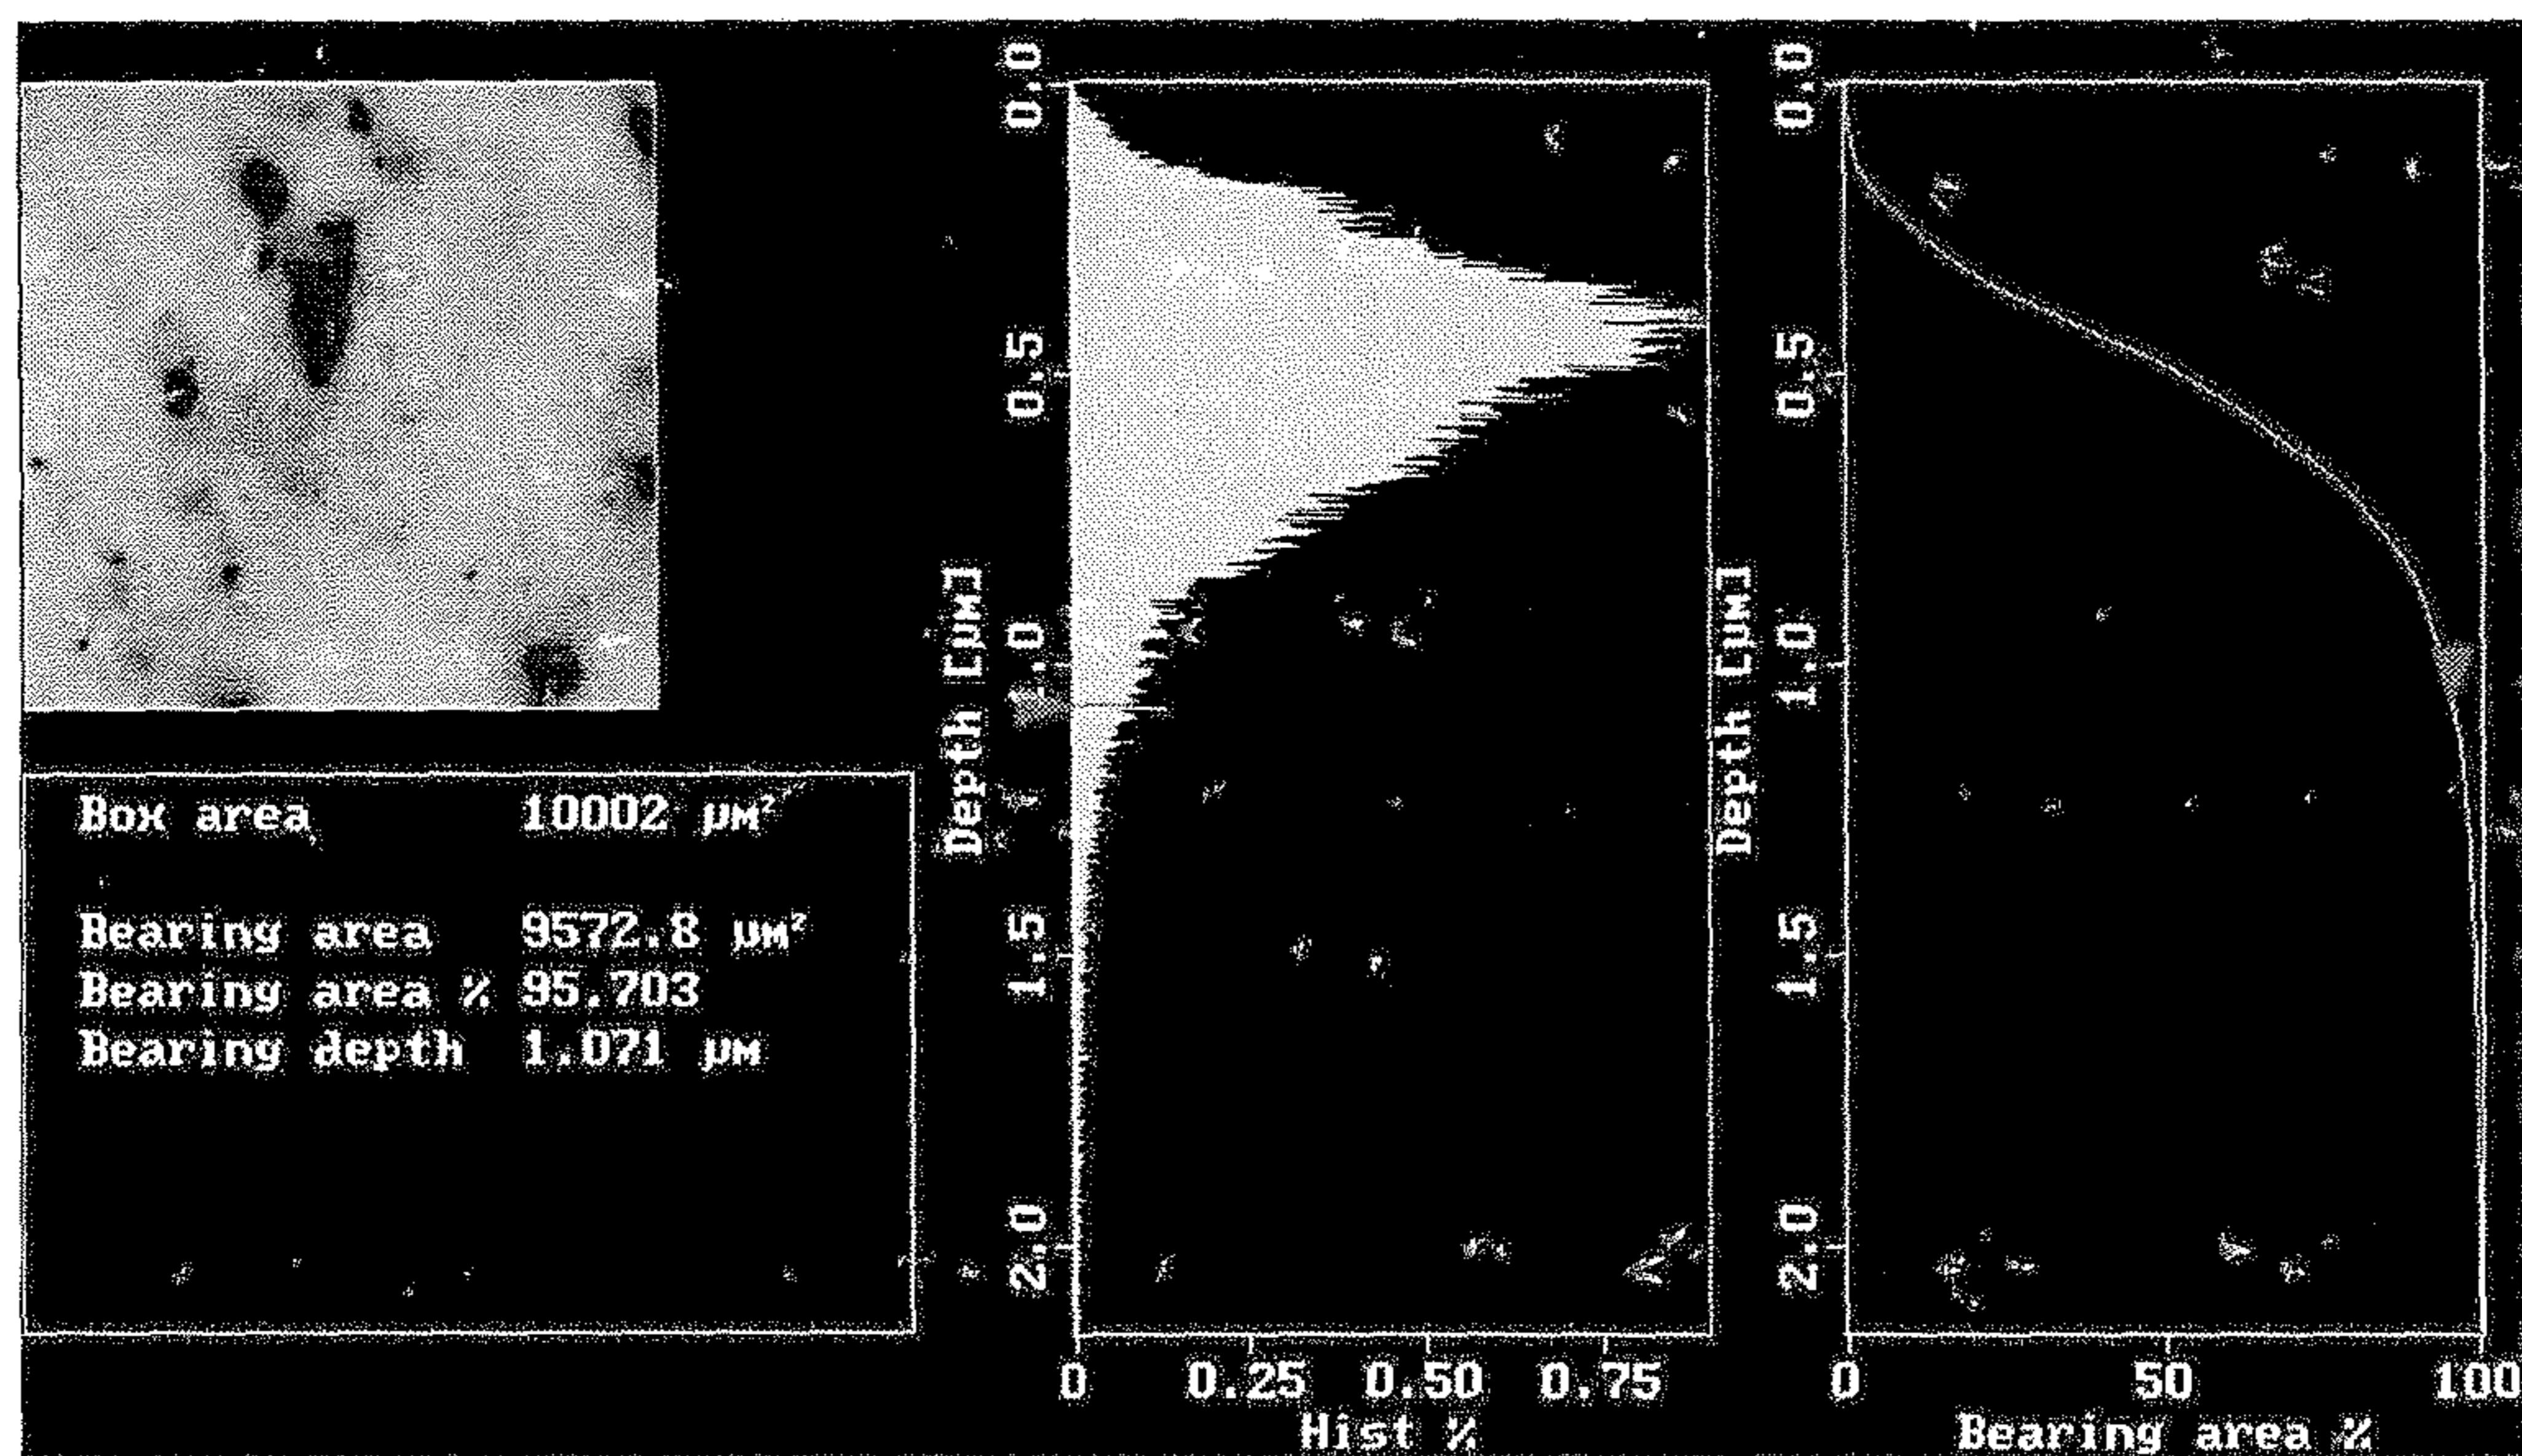 Box area 10002 µm²
Bearing area 9572.8 µm²
Bearing area % 95.703
Bearing depth 1.071 µm
Depth [µm]
0.0
0.5
1.0
1.5
2.0
0 0.25 0.50 0.75
Hist %
Depth [µm]
0.0
0.5
1.0
1.5
2.0
0 50 100
Bearing area %